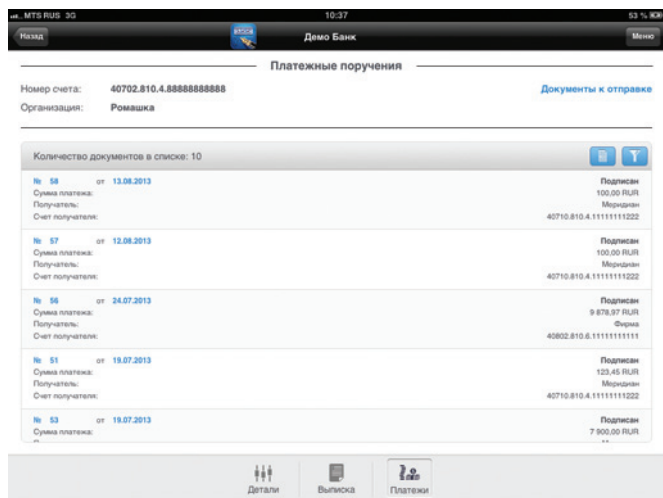 MTS RUS 3G 10:37 53 %
Назад Демо Банк Меню
Платежные поручения
Номер счета: 40702.810.4.88888888888 Документы к отправке
Организация: Ромашка
Количество документов в списке: 10
№ 58 от 13.08.2013 Подписан
Сумма платежа: 100,00 RUR
Получатель: Меридиан
Счет получателя: 40710.810.4.11111111222
№ 57 от 12.08.2013 Подписан
Сумма платежа: 100,00 RUR
Получатель: Меридиан
Счет получателя: 40710.810.4.11111111222
№ 56 от 24.07.2013 Подписан
Сумма платежа: 9 878,97 RUR
Получатель: Фирма
Счет получателя: 40802.810.6.11111111111
№ 51 от 19.07.2013 Подписан
Сумма платежа: 123,45 RUR
Получатель: Меридиан
Счет получателя: 40710.810.4.11111111222
№ 53 от 19.07.2013 Подписан
Сумма платежа: 7 900,00 RUR
Детали Выписка Платежи